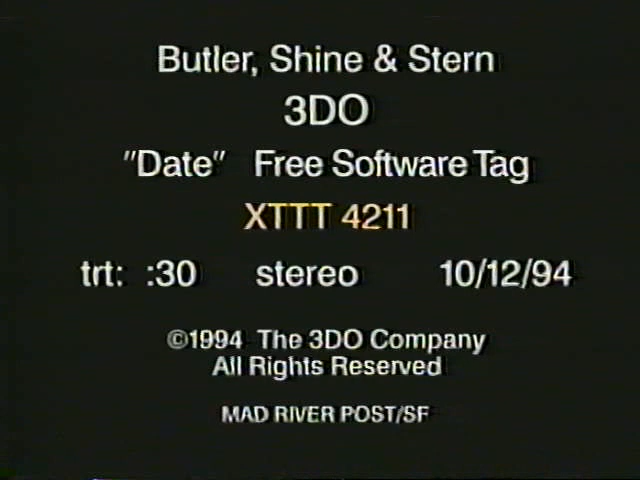 Butler, Shine & Stern
3DO
"Date" Free Software Tag
XTTT 4211
trt: :30 stereo 10/12/94
©1994 The 3DO Company
All Rights Reserved
MAD RIVER POST/SF